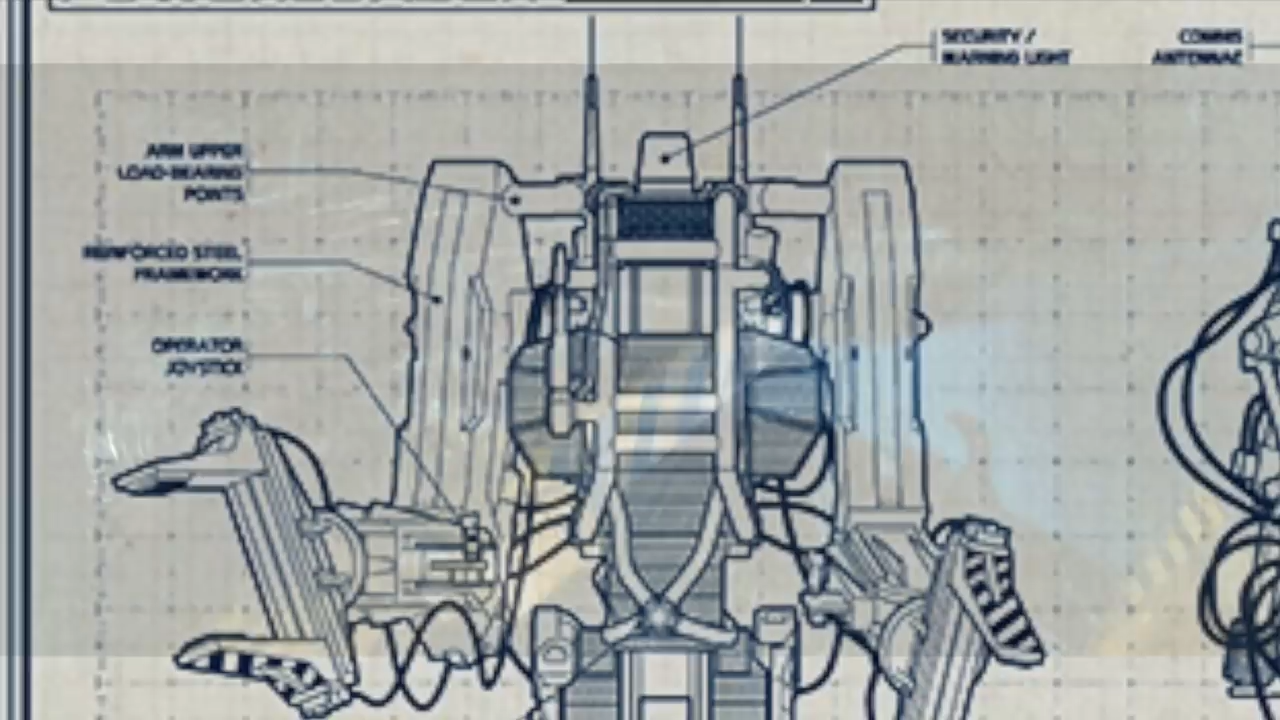 SECURITY /
WARNING LIGHT
COMMS
ANTENNAE
ARM UPPER
LOAD-BEARING
POINTS
REINFORCED STEEL
FRAMEWORK
OPERATOR
JOYSTICK